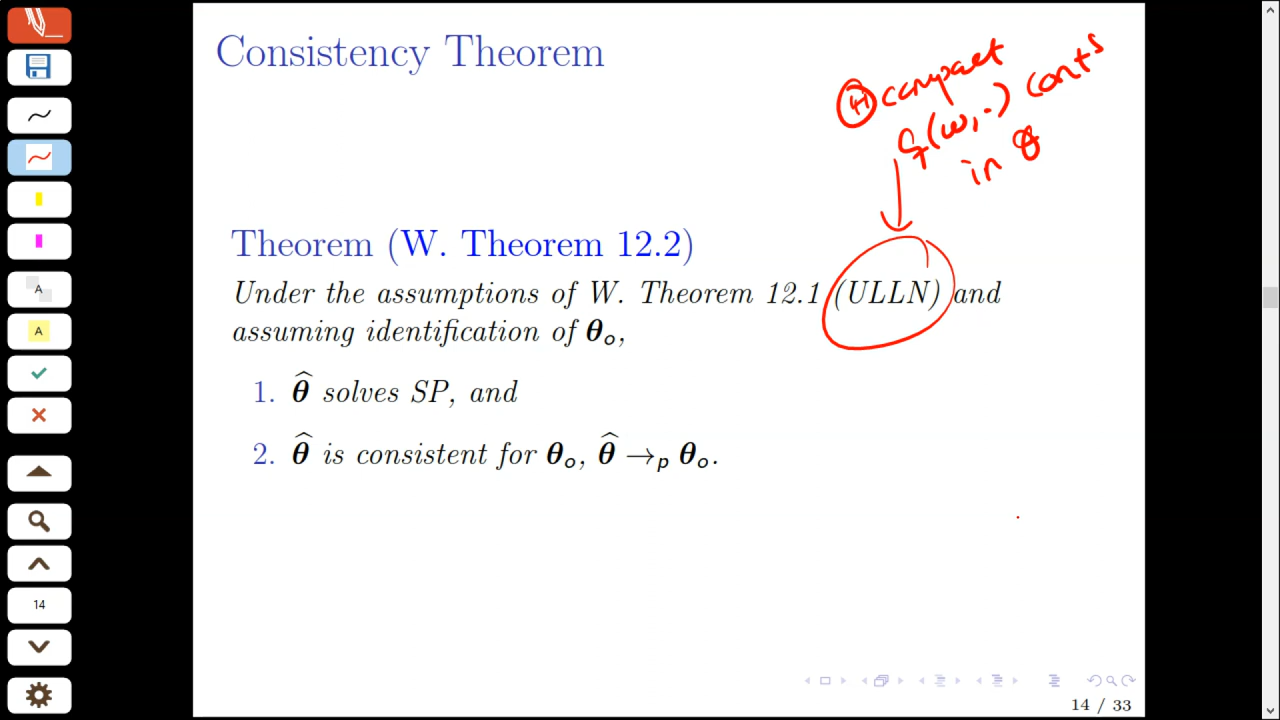 Consistency Theorem
Ⓗ compact
q(w, ·) conts
in θ
Theorem (W. Theorem 12.2)
Under the assumptions of W. Theorem 12.1 (ULLN) and
assuming identification of θₒ,
1. θ̂ solves SP, and
2. θ̂ is consistent for θₒ, θ̂ →ₚ θₒ.
A
A
14
14 / 33